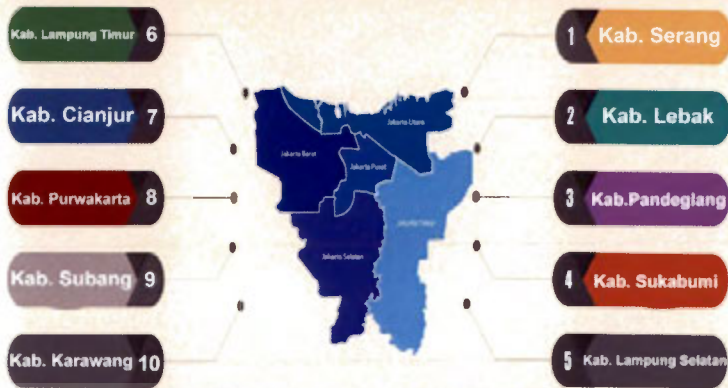 Kab. Lampung Timur 6
1 Kab. Serang
Kab. Cianjur 7
2 Kab. Lebak
Kab. Purwakarta 8
3 Kab.Pandeglang
Kab. Subang 9
4 Kab. Sukabumi
Kab. Karawang 10
5 Kab. Lampung Selatan
Jakarta Utara
Jakarta Barat
Jakarta Pusat
Jakarta Timur
Jakarta Selatan